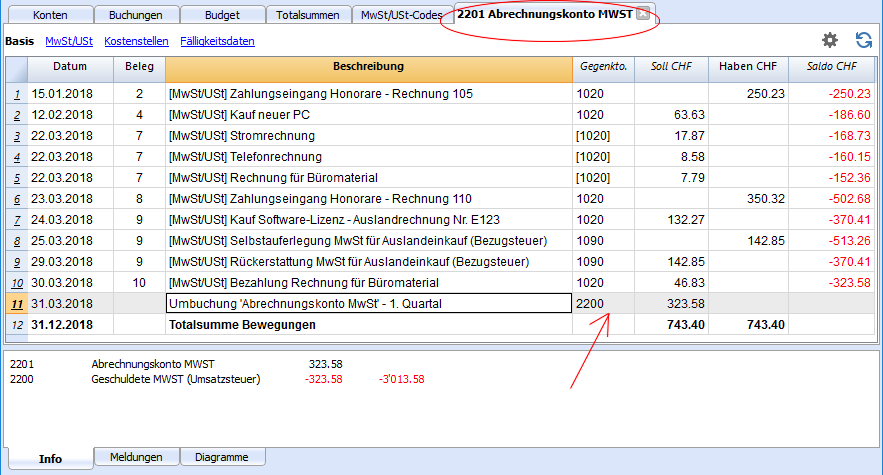 Konten Buchungen Budget Totalsummen MwSt/USt-Codes 2201 Abrechnungskonto MWST
Basis MwSt/USt Kostenstellen Fälligkeitsdaten
Datum Beleg Beschreibung Gegenkto. Soll CHF Haben CHF Saldo CHF
1 15.01.2018 2 [MwSt/USt] Zahlungseingang Honorare - Rechnung 105 1020 250.23 -250.23
2 12.02.2018 4 [MwSt/USt] Kauf neuer PC 1020 63.63 -186.60
3 22.03.2018 7 [MwSt/USt] Stromrechnung [1020] 17.87 -168.73
4 22.03.2018 7 [MwSt/USt] Telefonrechnung [1020] 8.58 -160.15
5 22.03.2018 7 [MwSt/USt] Rechnung für Büromaterial [1020] 7.79 -152.36
6 23.03.2018 8 [MwSt/USt] Zahlungseingang Honorare - Rechnung 110 1020 350.32 -502.68
7 24.03.2018 9 [MwSt/USt] Kauf Software-Lizenz - Auslandrechnung Nr. E123 1020 132.27 -370.41
8 25.03.2018 9 [MwSt/USt] Selbstauferlegung MwSt für Auslandeinkauf (Bezugsteuer) 1090 142.85 -513.26
9 29.03.2018 9 [MwSt/USt] Rückerstattung MwSt für Auslandeinkauf (Bezugsteuer) 1090 142.85 -370.41
10 30.03.2018 10 [MwSt/USt] Bezahlung Rechnung für Büromaterial 1020 46.83 -323.58
11 31.03.2018 Umbuchung 'Abrechnungskonto MwSt' - 1. Quartal 2200 323.58
12 31.12.2018 Totalsumme Bewegungen 743.40 743.40
2201 Abrechnungskonto MWST 323.58
2200 Geschuldete MWST (Umsatzsteuer) -323.58 -3'013.58
Info Meldungen Diagramme